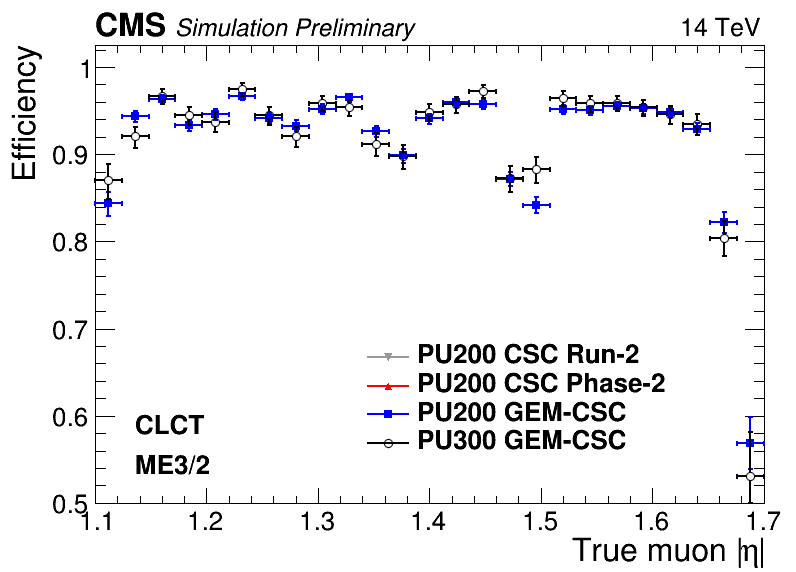 CMS Simulation Preliminary 14 TeV
Efficiency
1
0.9
0.8
0.7
0.6
0.5
PU200 CSC Run-2
PU200 CSC Phase-2
PU200 GEM-CSC
PU300 GEM-CSC
CLCT
ME3/2
1.1 1.2 1.3 1.4 1.5 1.6 1.7
True muon |η|